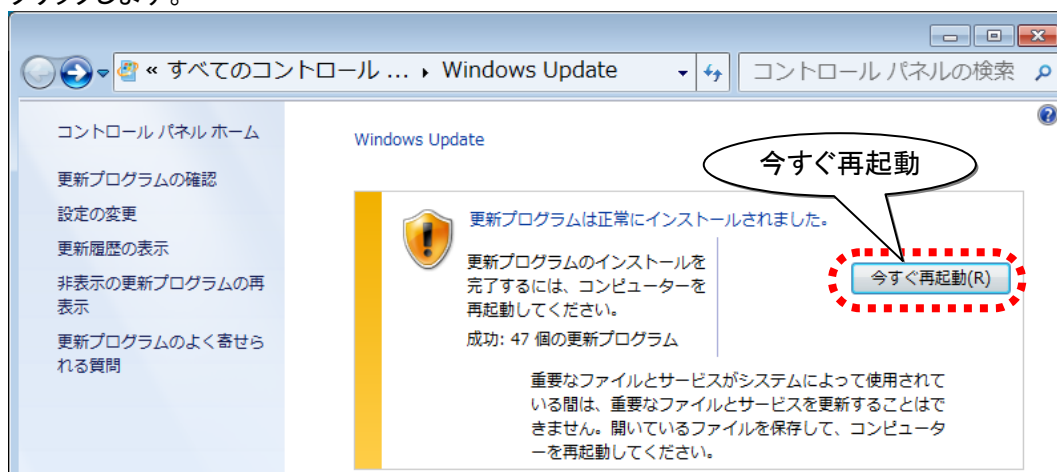 クリックします。
« すべてのコントロール ... ▸ Windows Update
コントロール パネルの検索
コントロール パネル ホーム
Windows Update
今すぐ再起動
更新プログラムの確認
設定の変更
更新履歴の表示
非表示の更新プログラムの再
表示
更新プログラムのよく寄せら
れる質問
更新プログラムは正常にインストールされました。
更新プログラムのインストールを
完了するには、コンピューターを
再起動してください。
今すぐ再起動(R)
成功: 47 個の更新プログラム
重要なファイルとサービスがシステムによって使用されて
いる間は、重要なファイルとサービスを更新することはで
きません。開いているファイルを保存して、コンピュータ
ーを再起動してください。